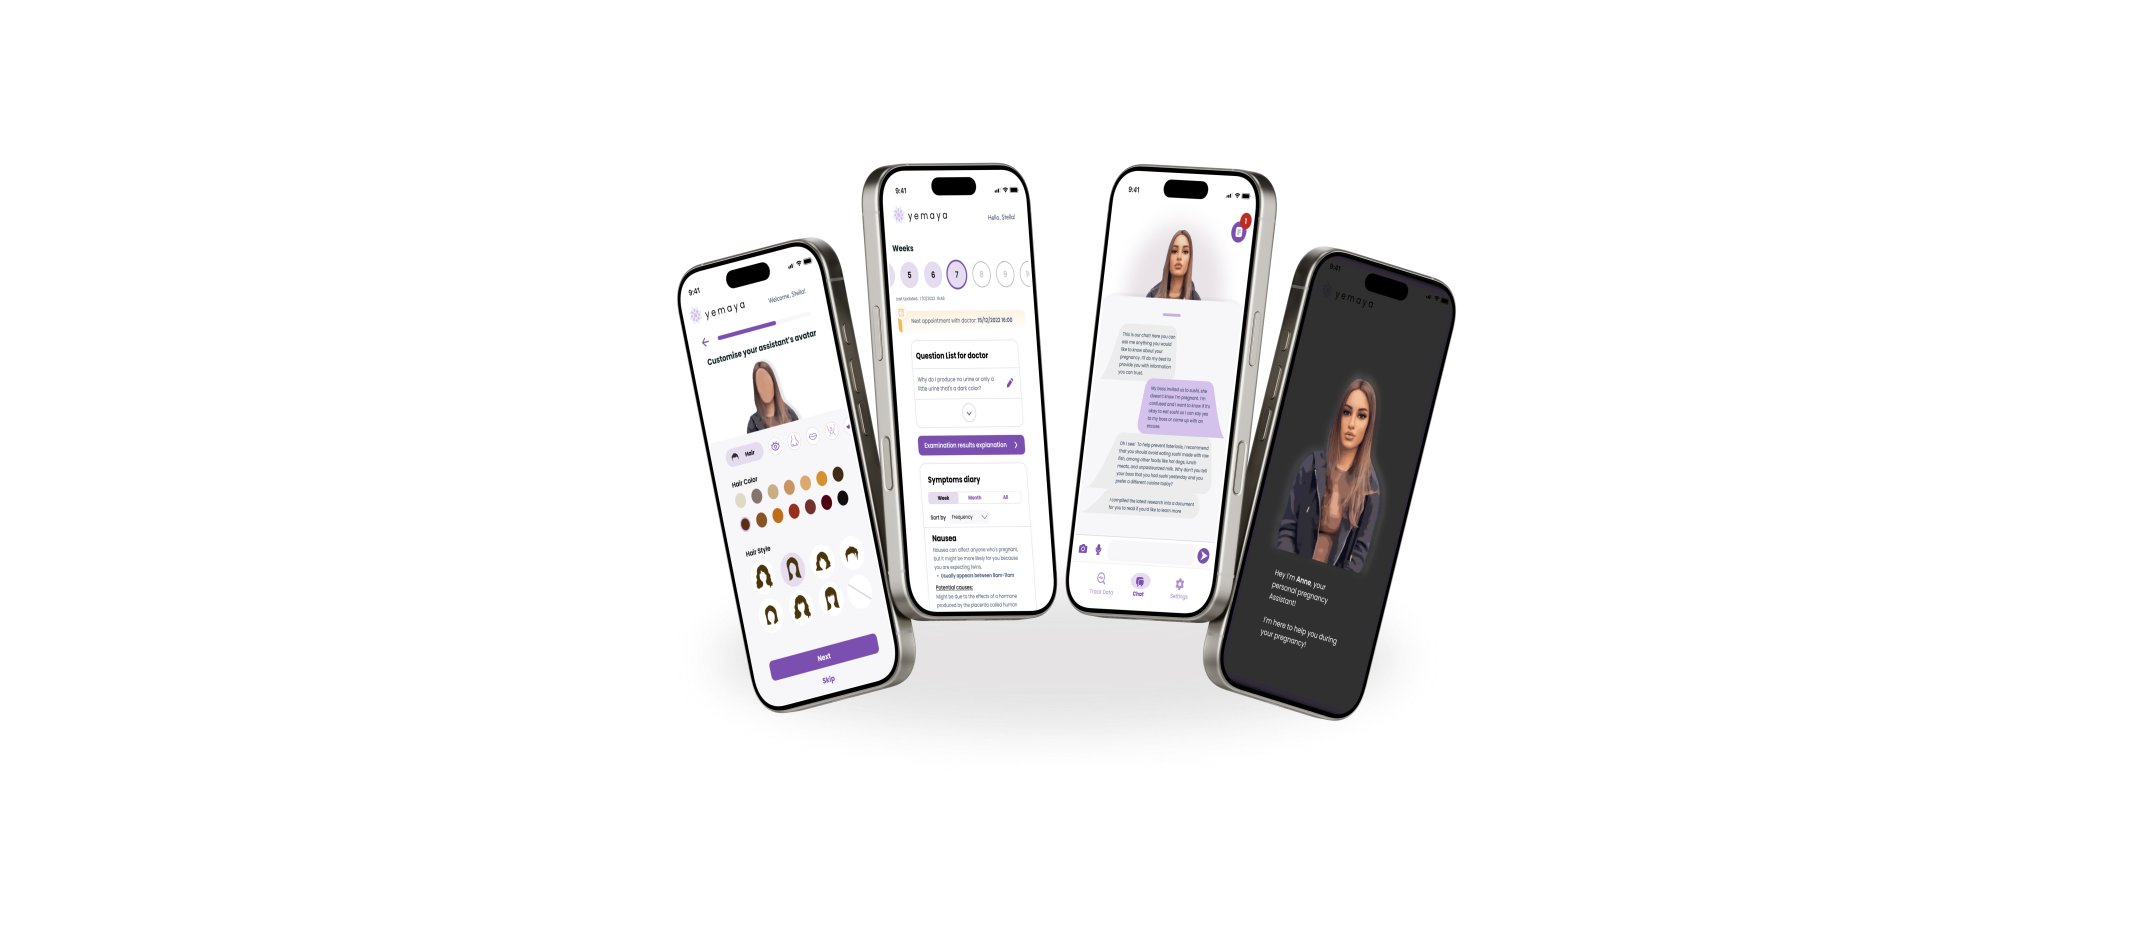 9:41
yemaya
Welcome, Stella!
Customise your assistant's avatar
Hair
Hair Color
Hair Style
Next
Skip
9:41
yemaya
Hello, Stella!
Weeks
5 6 7 8 9
Last Updated:
Next appointment with doctor: 15/12/2022 16:00
Question List for doctor
Why do I produce no urine or only a
little urine that's a dark color?
Examination results explanation
Symptoms diary
Week Month All
Sort by Frequency
Nausea
Nausea can affect anyone who's pregnant,
but it might be more likely for you because
you are expecting twins.
• Usually appears between 8am-11am
Potential causes:
Might be due to the effects of a hormone
produced by the placenta called human
9:41
This is our chat! Here you can
ask me anything you would
like to know about your
pregnancy. I'll do my best to
provide you with information
you can trust.
My boss invited us to sushi, she
doesn't know I'm pregnant. I'm
confused and I want to know if it's
okay to eat sushi so I can say yes
to my boss or come up with an
excuse.
Oh I see! To help prevent listeriosis, I recommend
that you should avoid eating sushi made with raw
fish, among other foods like hot dogs, lunch
meats, and unpasteurized milk. Why don't you tell
your boss that you had sushi yesterday and you
prefer a different cuisine today?
I compiled the latest research into a document
for you to read if you'd like to learn more
Track Data
Chat
Settings
9:41
yemaya
Hey I'm Anne, your
personal pregnancy
Assistant!
I'm here to help you during
your pregnancy!